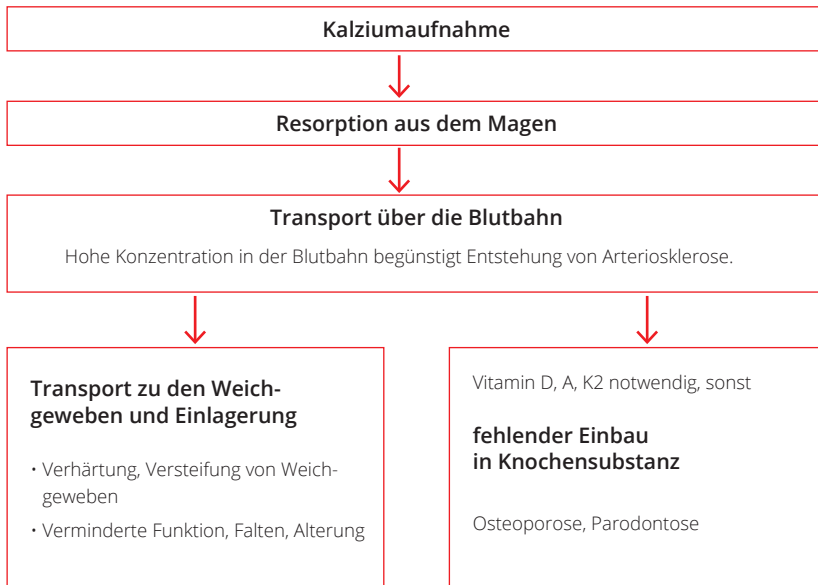 Kalziumaufnahme
Resorption aus dem Magen
Transport über die Blutbahn
Hohe Konzentration in der Blutbahn begünstigt Entstehung von Arteriosklerose.
Transport zu den Weich-
geweben und Einlagerung
• Verhärtung, Versteifung von Weich-
geweben
• Verminderte Funktion, Falten, Alterung
Vitamin D, A, K2 notwendig, sonst
fehlender Einbau
in Knochensubstanz
Osteoporose, Parodontose